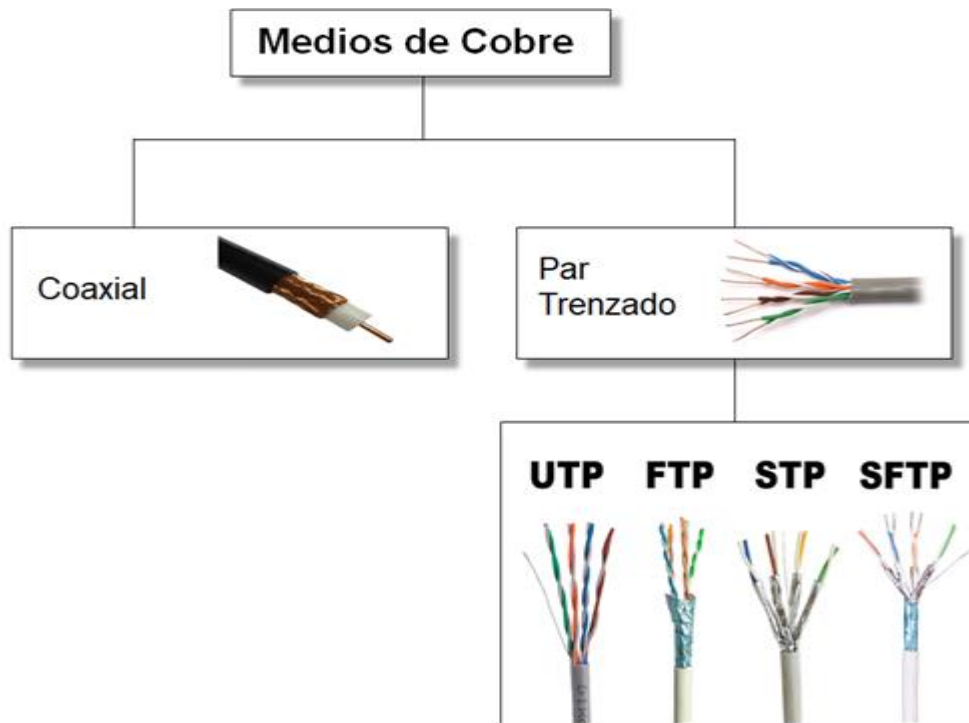 Medios de Cobre
Coaxial
Par
Trenzado
UTP FTP STP SFTP